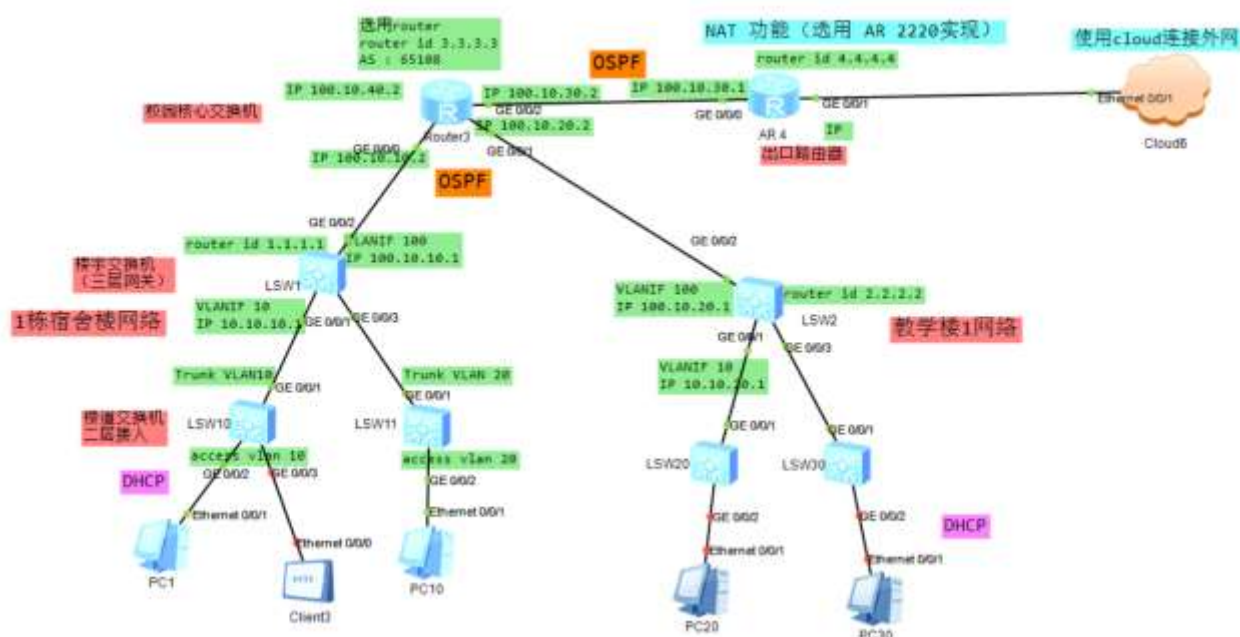 选用router
router id 3.3.3.3
AS : 65108
NAT 功能（选用 AR 2220实现）
使用cloud连接外网
OSPF
router id 4.4.4.4
IP 100.10.40.2
IP 100.10.30.2
IP 100.10.30.1
GE 0/0/2
GE 0/0/0
GE 0/0/1
Ethernet 0/0/1
校园核心交换机
Router3
IP 100.10.20.2
AR 4
IP
Cloud6
GE 0/0/0
IP 100.10.10.2
GE 0/0/1
出口路由器
OSPF
GE 0/0/2
GE 0/0/2
router id 1.1.1.1
VLANIF 100
IP 100.10.10.1
楼宇交换机
（三层网关）
LSW1
VLANIF 100
IP 100.10.20.1
router id 2.2.2.2
LSW2
1栋宿舍楼网络
VLANIF 10
IP 10.10.10.1
GE 0/0/1
GE 0/0/3
教学楼1网络
GE 0/0/1
GE 0/0/3
VLANIF 10
IP 10.10.20.1
Trunk VLAN10
GE 0/0/1
Trunk VLAN 20
GE 0/0/1
楼道交换机
二层接入
LSW10
LSW11
GE 0/0/1
GE 0/0/1
LSW20
LSW30
access vlan 10
access vlan 20
DHCP
GE 0/0/2
GE 0/0/3
GE 0/0/2
Ethernet 0/0/1
Ethernet 0/0/0
Ethernet 0/0/1
GE 0/0/2
GE 0/0/2
DHCP
Ethernet 0/0/1
Ethernet 0/0/1
PC1
Client3
PC10
PC20
PC30